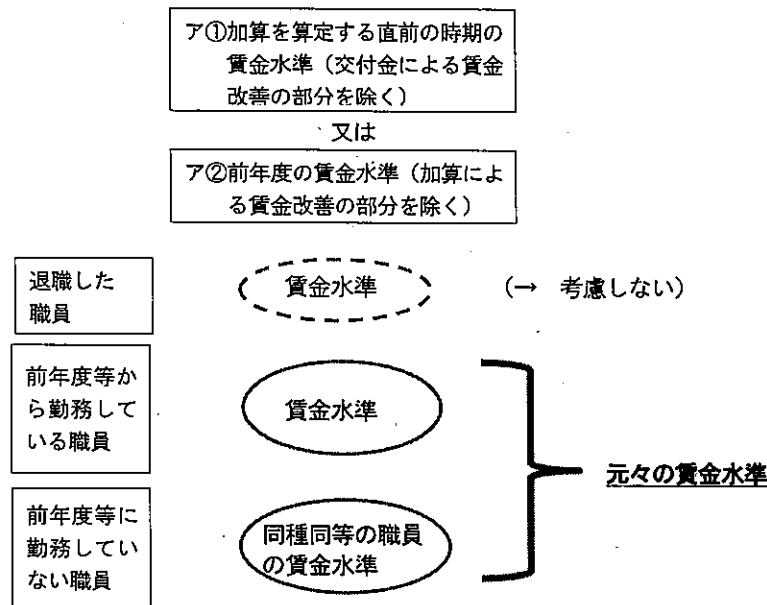 ア①加算を算定する直前の時期の
賃金水準（交付金による賃金
改善の部分を除く）
又は
ア②前年度の賃金水準（加算によ
る賃金改善の部分を除く）
退職した
職員
賃金水準
（→　考慮しない）
前年度等か
ら勤務して
いる職員
賃金水準
元々の賃金水準
前年度等に
勤務してい
ない職員
同種同等の職員
の賃金水準